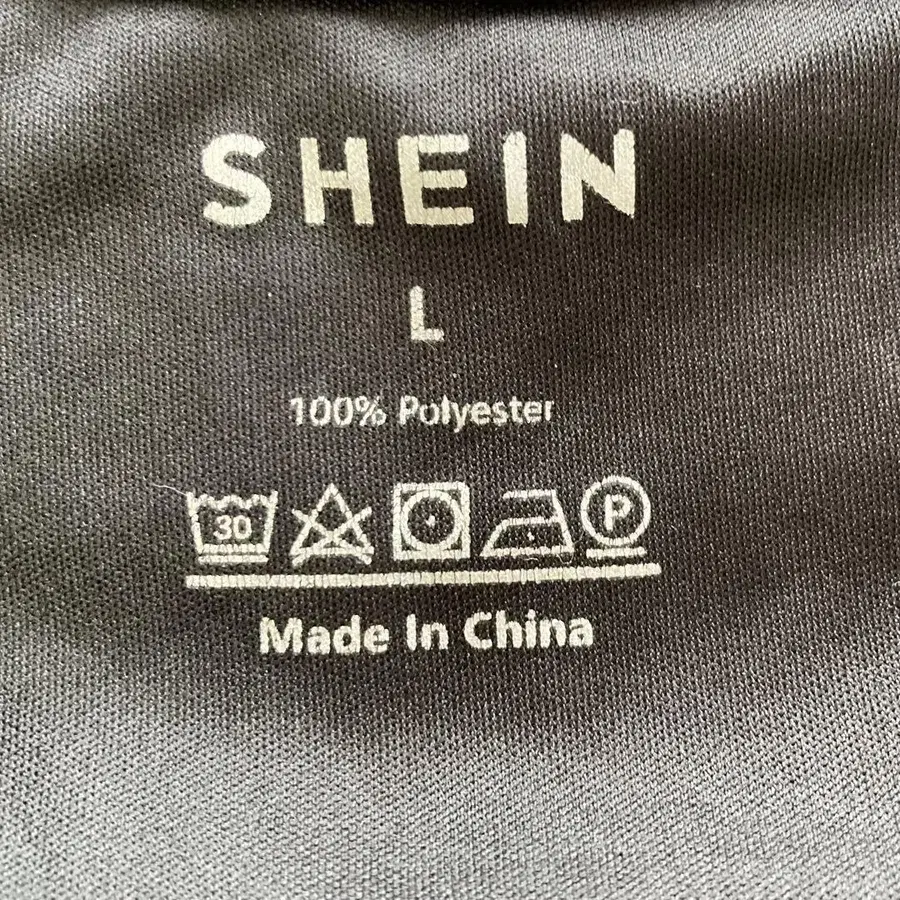 SHEIN
L
100% Polyester
30 P
Made In China